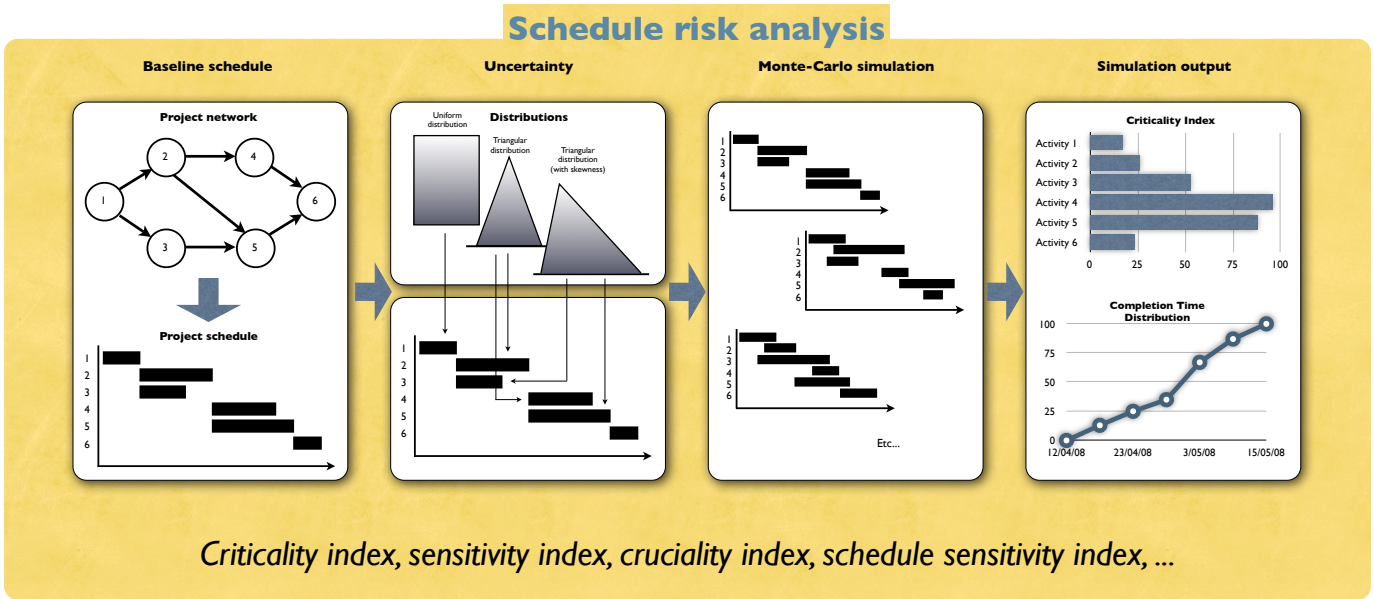 Schedule risk analysis
Baseline schedule
Uncertainty
Monte-Carlo simulation
Simulation output
Project network
1
2
3
4
5
6
Project schedule
1
2
3
4
5
6
Distributions
Uniform
distribution
Triangular
distribution
Triangular
distribution
(with skewness)
1
2
3
4
5
6
1
2
3
4
5
6
1
2
3
4
5
6
1
2
3
4
5
6
Etc...
Criticality Index
Activity 1
Activity 2
Activity 3
Activity 4
Activity 5
Activity 6
0 25 50 75 100
Completion Time
Distribution
100
75
50
25
0
12/04/08 23/04/08 3/05/08 15/05/08
Criticality index, sensitivity index, cruciality index, schedule sensitivity index, ...